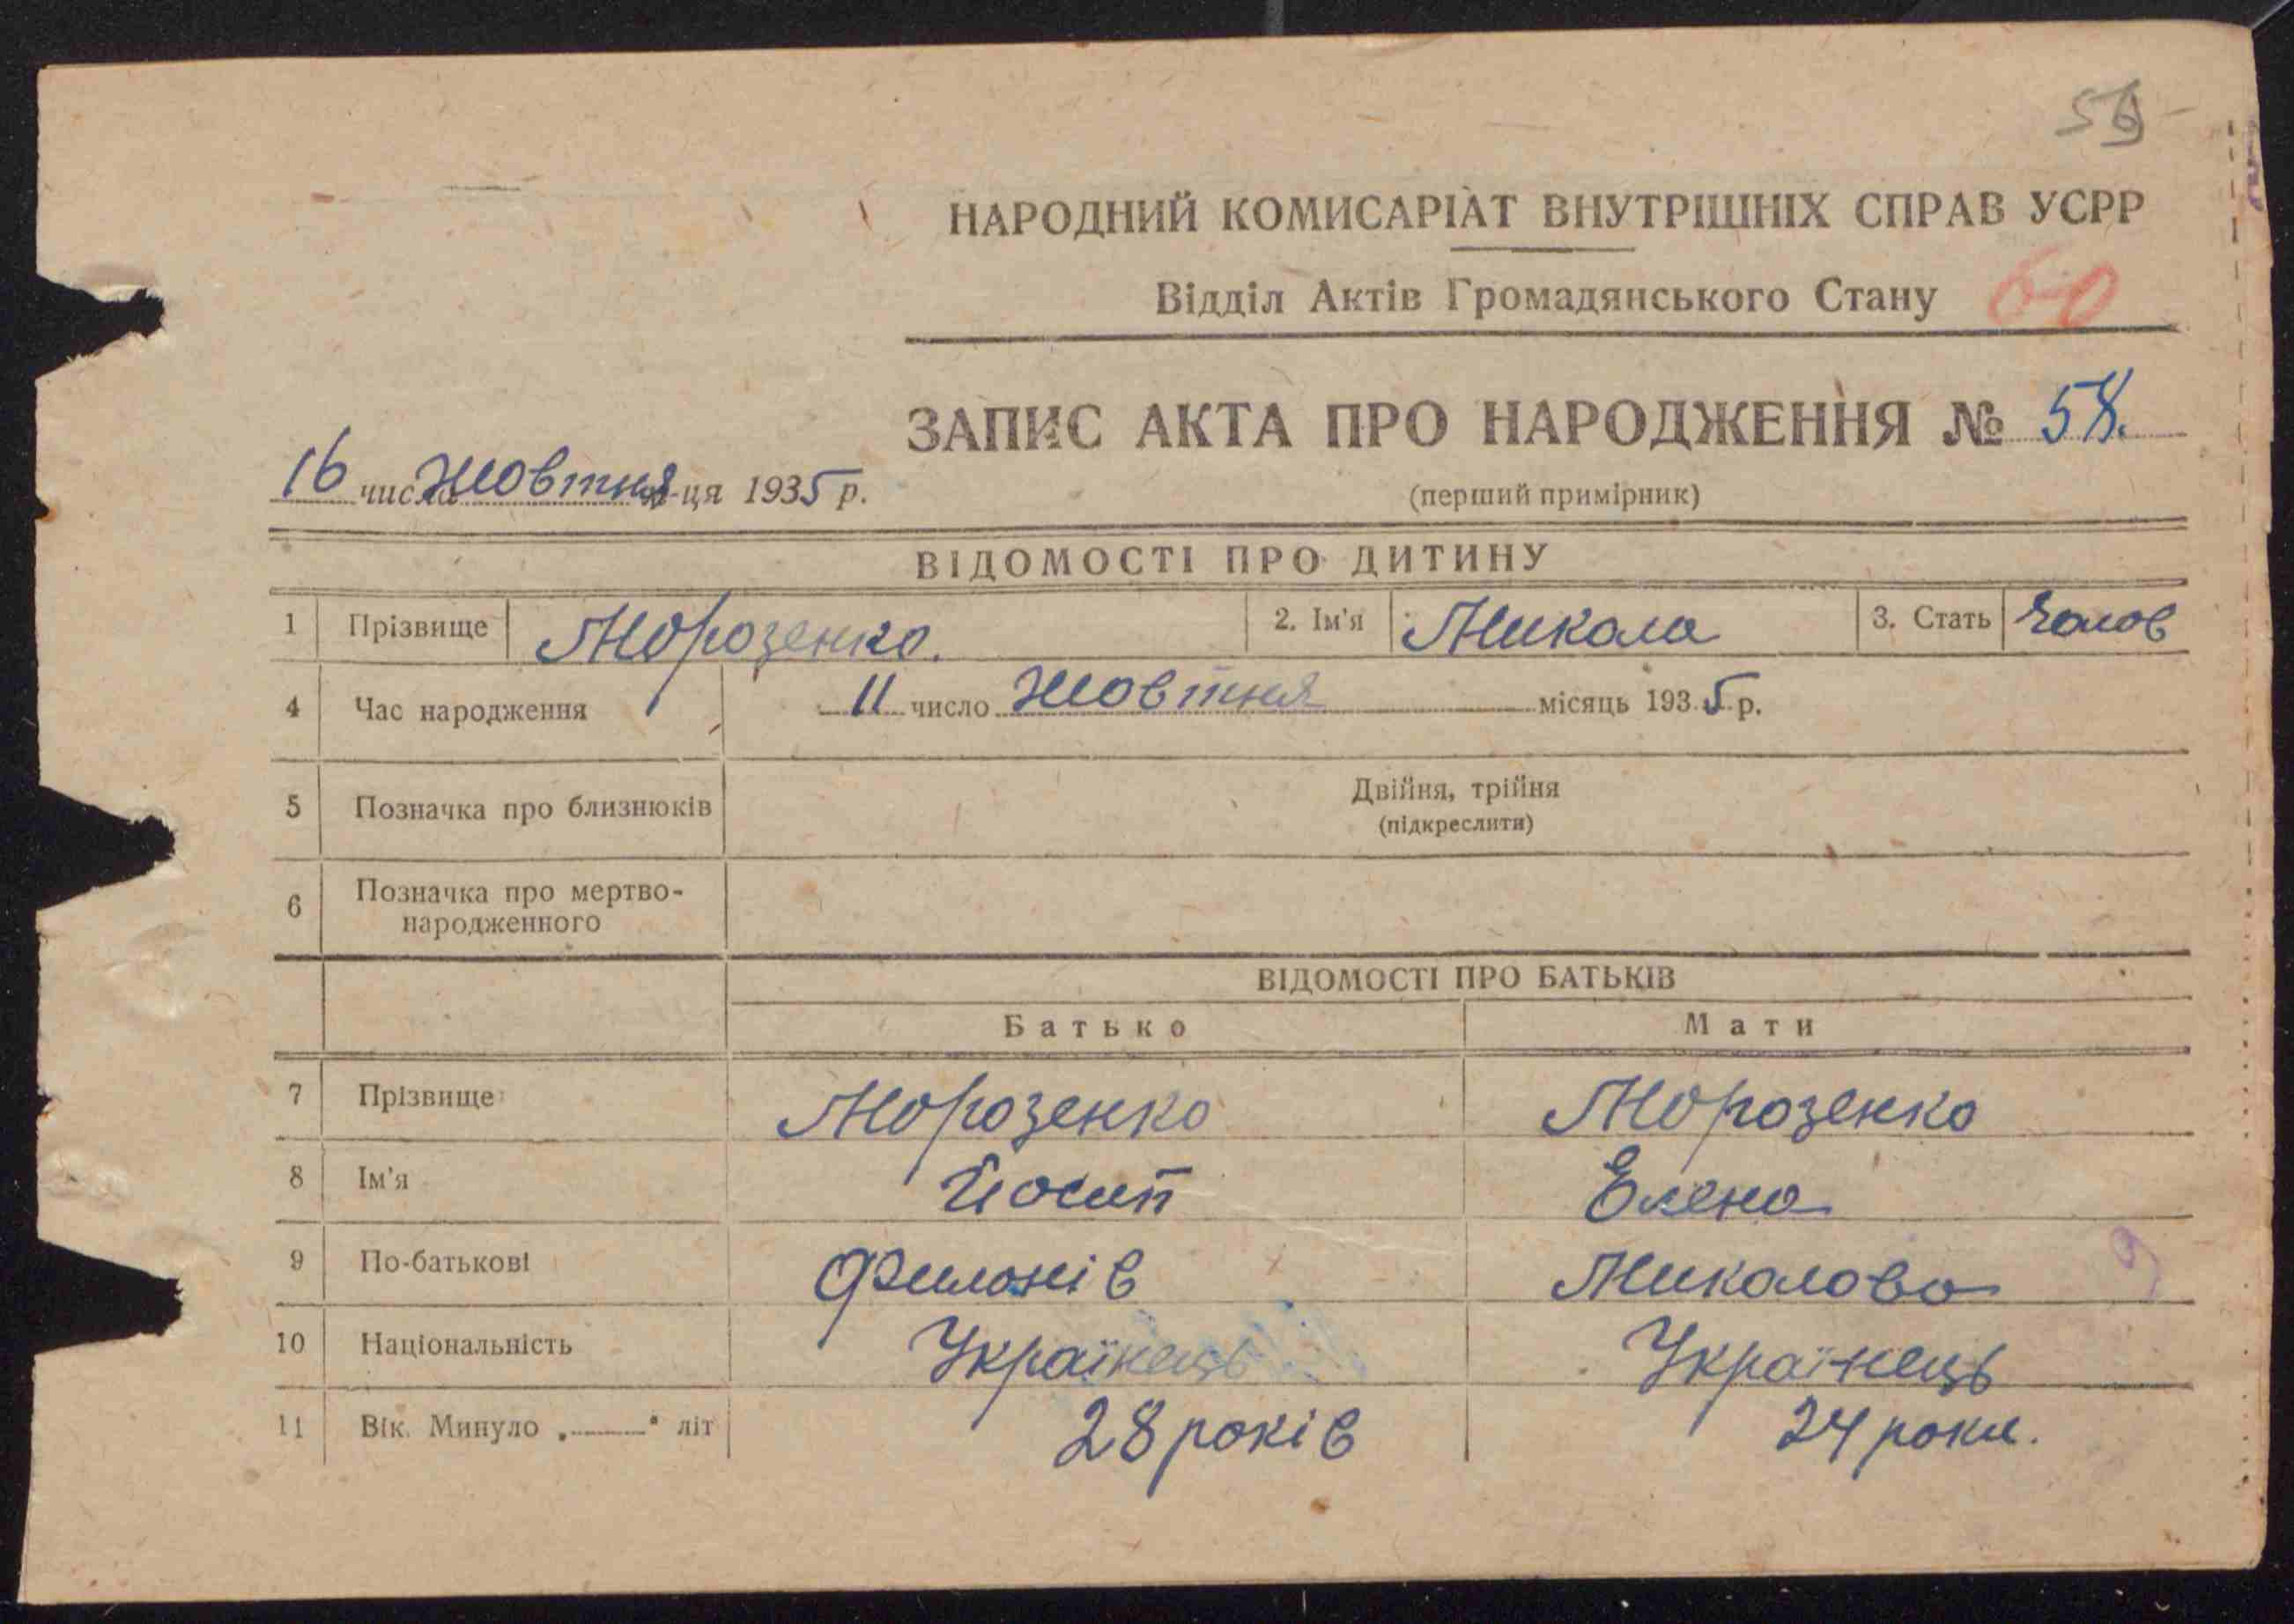 59
НАРОДНИЙ КОМИСАРІАТ ВНУТРІШНІХ СПРАВ УСРР
Відділ Актів Громадянського Стану 60
ЗАПИС АКТА ПРО НАРОДЖЕННЯ № 58.
16 числа Жовтня м-ця 1935 р.
(перший примірник)
ВІДОМОСТІ ПРО ДИТИНУ
1 Прізвище Морозенко. 2. Ім'я Микола 3. Стать Чолов
4 Час народження 11 число Жовтня місяць 1935 р.
5 Позначка про близнюків Двійня, трійня
(підкреслити)
6 Позначка про мертво-
народженного
ВІДОМОСТІ ПРО БАТЬКІВ
Батько Мати
7 Прізвище Морозенко Морозенко
8 Ім'я Йосип Елена
9 По-батькові Филонів Миколова
10 Національність Українець Українець
11 Вік. Минуло „ “ літ 28 років 24 роки.